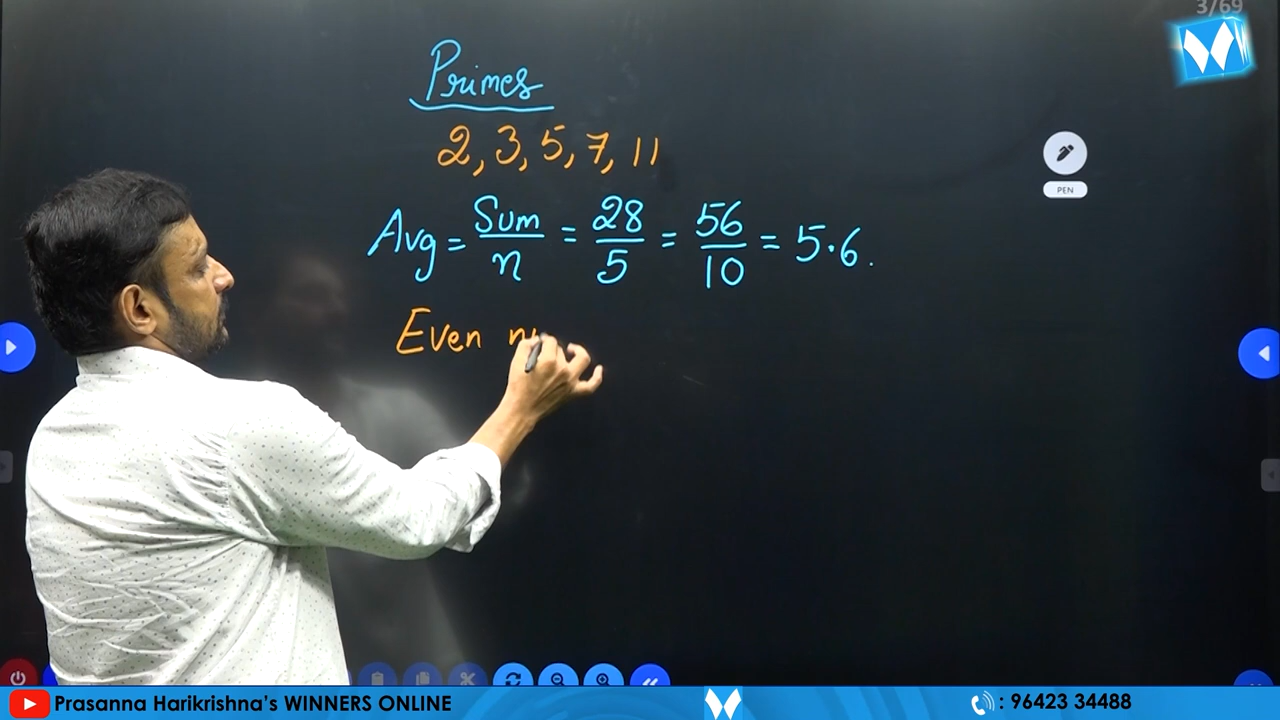 3/69
Primes
2, 3, 5, 7, 11
Avg = Sum/n = 28/5 = 56/10 = 5.6.
Even
PEN
Prasanna Harikrishna's WINNERS ONLINE
: 96423 34488